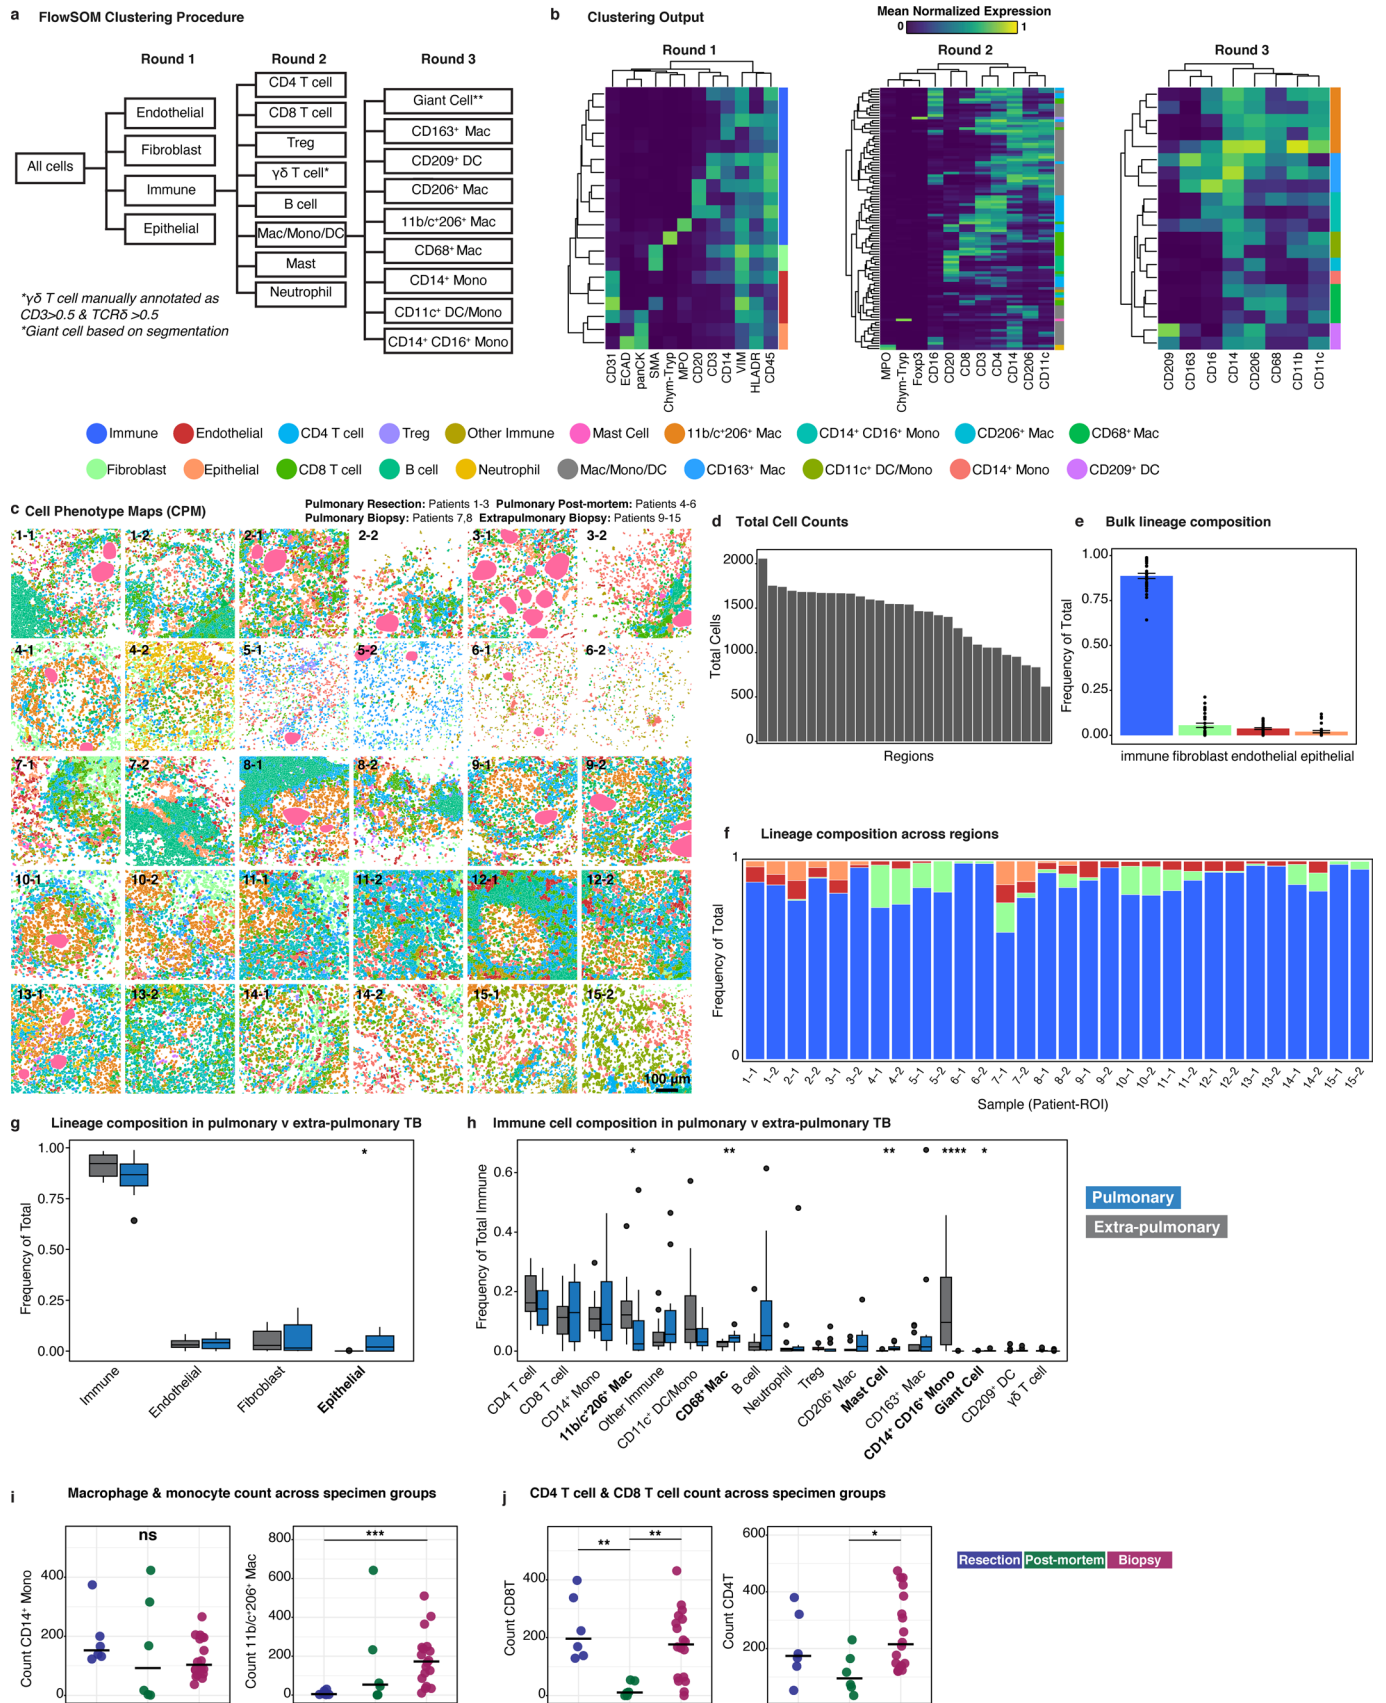 a FlowSOM Clustering Procedure
Round 1 Round 2 Round 3
All cells
Endothelial
Fibroblast
Immune
Epithelial
CD4 T cell
CD8 T cell
Treg
γδ T cell*
B cell
Mac/Mono/DC
Mast
Neutrophil
Giant Cell**
CD163⁺ Mac
CD209⁺ DC
CD206⁺ Mac
11b/c⁺206⁺ Mac
CD68⁺ Mac
CD14⁺ Mono
CD11c⁺ DC/Mono
CD14⁺ CD16⁺ Mono
*γδ T cell manually annotated as
CD3>0.5 & TCRδ >0.5
*Giant cell based on segmentation
b Clustering Output
Mean Normalized Expression
0 1
Round 1
CD31 ECAD panCK SMA Chym-Tryp MPO CD20 CD3 CD14 VIM HLADR CD45
Round 2
MPO Chym-Tryp Foxp3 CD16 CD20 CD8 CD3 CD4 CD14 CD206 CD11c
Round 3
CD209 CD163 CD16 CD14 CD206 CD68 CD11b CD11c
Immune Endothelial CD4 T cell Treg Other Immune Mast Cell 11b/c⁺206⁺ Mac CD14⁺ CD16⁺ Mono CD206⁺ Mac CD68⁺ Mac
Fibroblast Epithelial CD8 T cell B cell Neutrophil Mac/Mono/DC CD163⁺ Mac CD11c⁺ DC/Mono CD14⁺ Mono CD209⁺ DC
c Cell Phenotype Maps (CPM)
Pulmonary Resection: Patients 1-3 Pulmonary Post-mortem: Patients 4-6
Pulmonary Biopsy: Patients 7,8 Extrapulmonary Biopsy: Patients 9-15
1-1 1-2 2-1 2-2 3-1 3-2
4-1 4-2 5-1 5-2 6-1 6-2
7-1 7-2 8-1 8-2 9-1 9-2
10-1 10-2 11-1 11-2 12-1 12-2
13-1 13-2 14-1 14-2 15-1 15-2
100 µm
d Total Cell Counts
Total Cells
2000
1500
1000
500
0
Regions
e Bulk lineage composition
Frequency of Total
1.00
0.75
0.50
0.25
0.00
immune fibroblast endothelial epithelial
f Lineage composition across regions
Frequency of Total
1
0
1-1 1-2 2-1 2-2 3-1 3-2 4-1 4-2 5-1 5-2 6-1 6-2 7-1 7-2 8-1 8-2 9-1 9-2 10-1 10-2 11-1 11-2 12-1 12-2 13-1 13-2 14-1 14-2 15-1 15-2
Sample (Patient-ROI)
g Lineage composition in pulmonary v extra-pulmonary TB
Frequency of Total
1.00
0.75
0.50
0.25
0.00
*
Immune Endothelial Fibroblast Epithelial
h Immune cell composition in pulmonary v extra-pulmonary TB
Frequency of Total Immune
0.6
0.4
0.2
0.0
* ** ** **** *
CD4 T cell CD8 T cell CD14⁺ Mono 11b/c⁺206⁺ Mac Other Immune CD11c⁺ DC/Mono CD68⁺ Mac B cell Neutrophil Treg CD206⁺ Mac Mast Cell CD163⁺ Mac CD14⁺ CD16⁺ Mono Giant Cell CD209⁺ DC γδ T cell
Pulmonary
Extra-pulmonary
i Macrophage & monocyte count across specimen groups
Count CD14⁺ Mono
400
200
0
ns
Count 11b/c⁺206⁺ Mac
800
600
400
200
0
***
j CD4 T cell & CD8 T cell count across specimen groups
Count CD8T
400
200
0
** **
Count CD4T
600
400
200
*
Resection Post-mortem Biopsy